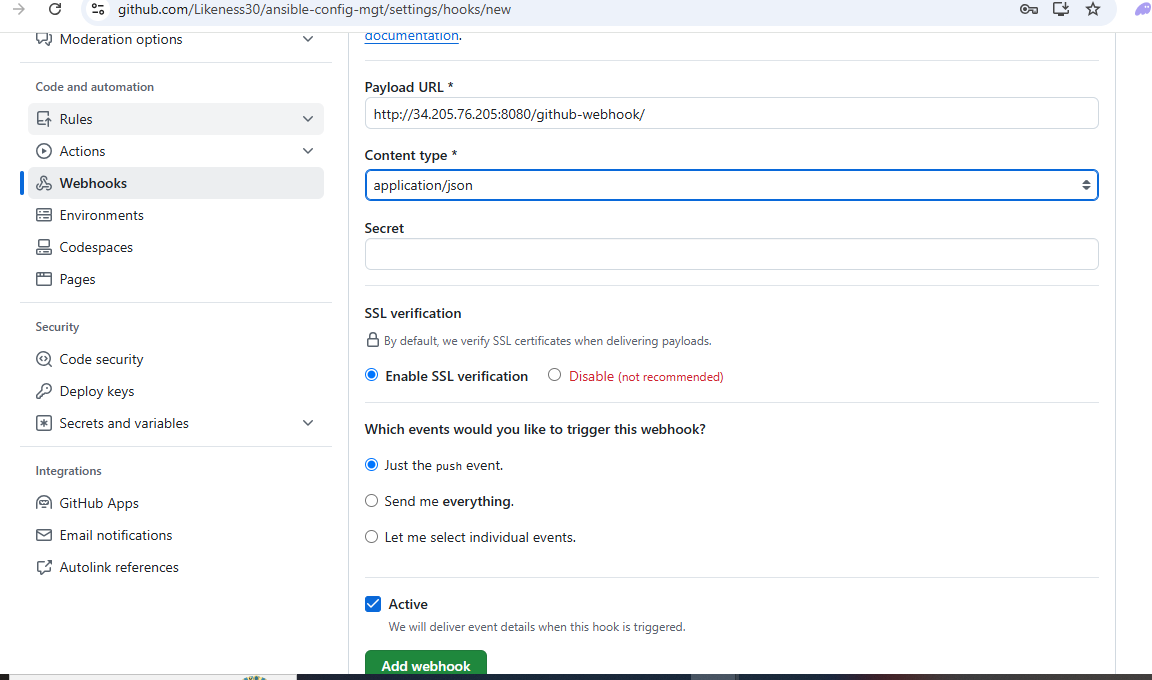 github.com/Likeness30/ansible-config-mgt/settings/hooks/new
Moderation options
Code and automation
Rules
Actions
Webhooks
Environments
Codespaces
Pages
Security
Code security
Deploy keys
Secrets and variables
Integrations
GitHub Apps
Email notifications
Autolink references
documentation.
Payload URL *
http://34.205.76.205:8080/github-webhook/
Content type *
application/json
Secret
SSL verification
By default, we verify SSL certificates when delivering payloads.
Enable SSL verification Disable (not recommended)
Which events would you like to trigger this webhook?
Just the push event.
Send me everything.
Let me select individual events.
Active
We will deliver event details when this hook is triggered.
Add webhook